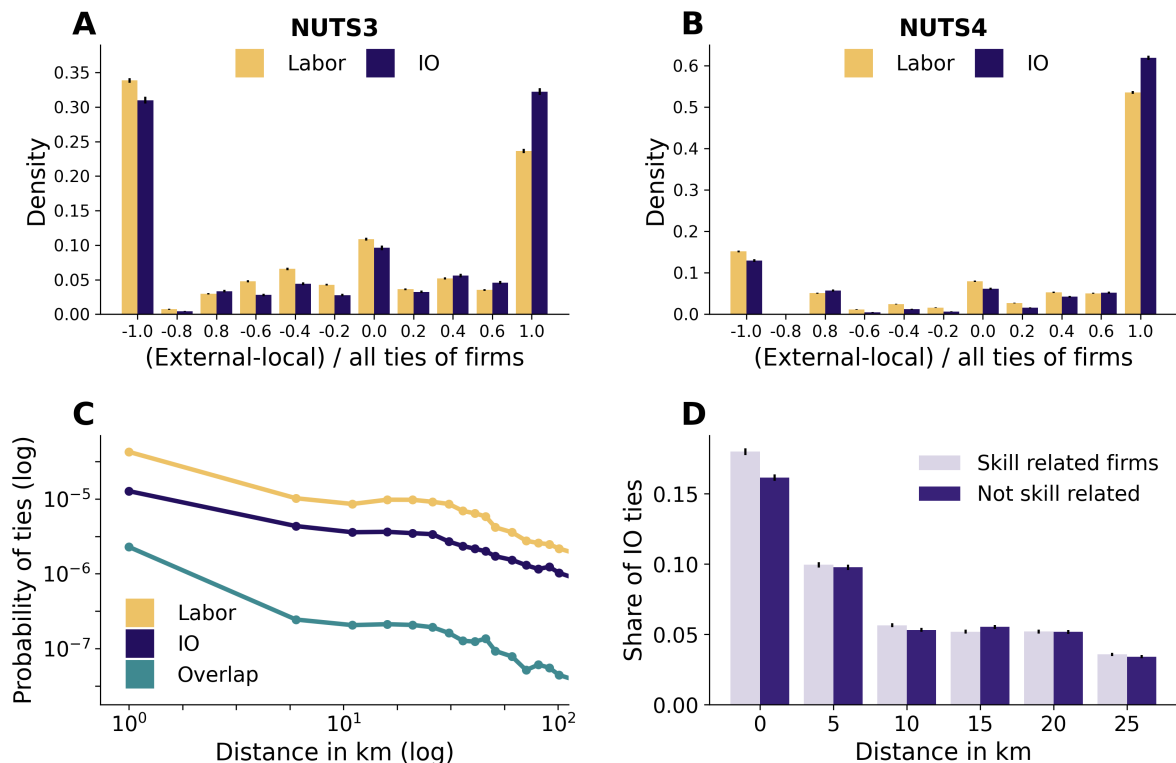 A
NUTS3
Labor
IO
Density
0.35
0.30
0.25
0.20
0.15
0.10
0.05
0.00
-1.0 -0.8 0.8 -0.6 -0.4 -0.2 0.0 0.2 0.4 0.6 1.0
(External-local) / all ties of firms
B
NUTS4
Labor
IO
Density
0.6
0.5
0.4
0.3
0.2
0.1
0.0
-1.0 -0.8 0.8 -0.6 -0.4 -0.2 0.0 0.2 0.4 0.6 1.0
(External-local) / all ties of firms
C
Probability of ties (log)
10⁻⁵
10⁻⁶
10⁻⁷
Labor
IO
Overlap
10⁰ 10¹ 10²
Distance in km (log)
D
Skill related firms
Not skill related
Share of IO ties
0.15
0.10
0.05
0.00
0 5 10 15 20 25
Distance in km